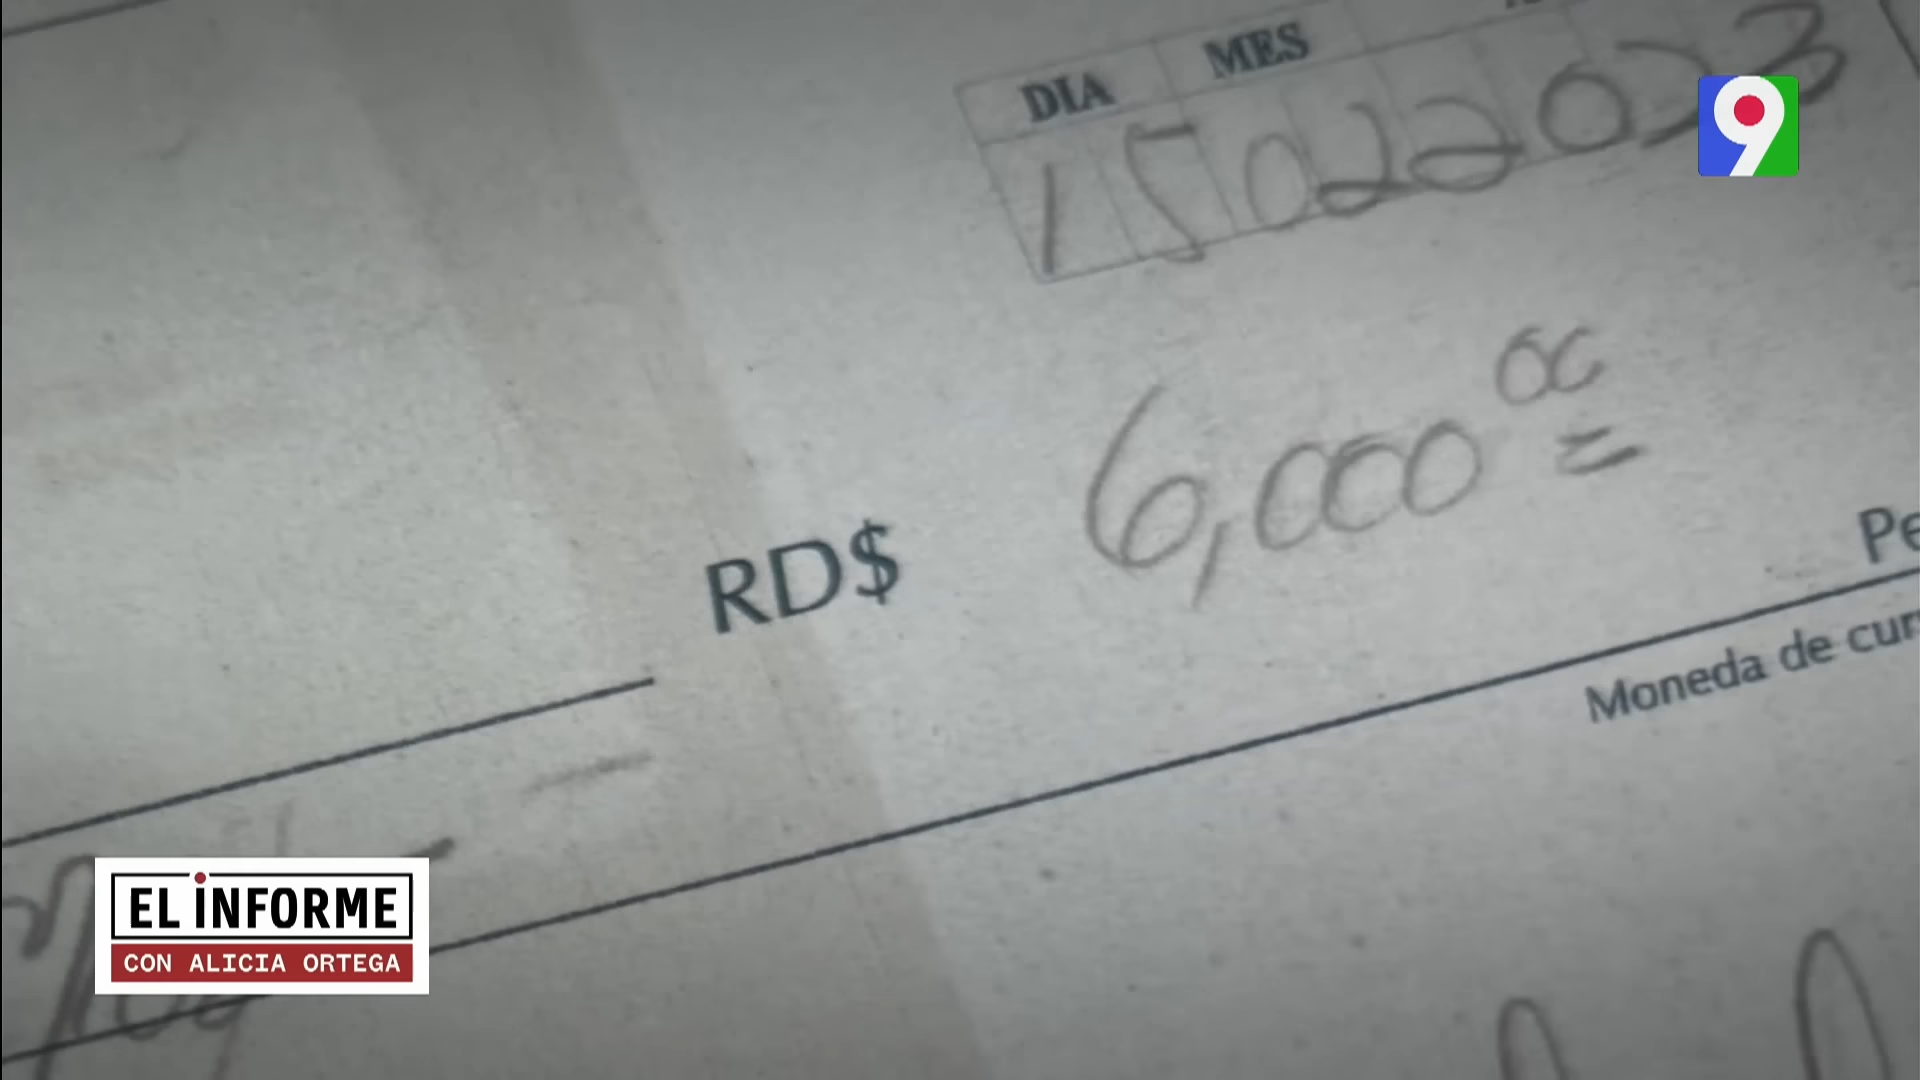 DIA MES
15022023
9
6,000 00
RD$
Pe
Moneda de cur
EL INFORME
CON ALICIA ORTEGA